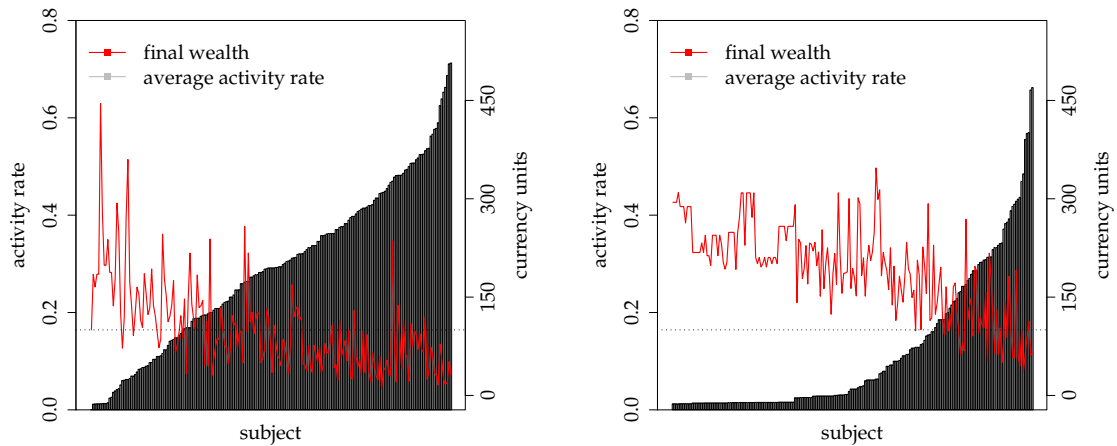 0.8
final wealth
average activity rate
0.6
450
activity rate
0.4
300
currency units
0.2
150
0.0
0
subject
0.8
final wealth
average activity rate
0.6
450
activity rate
0.4
300
currency units
0.2
150
0.0
0
subject